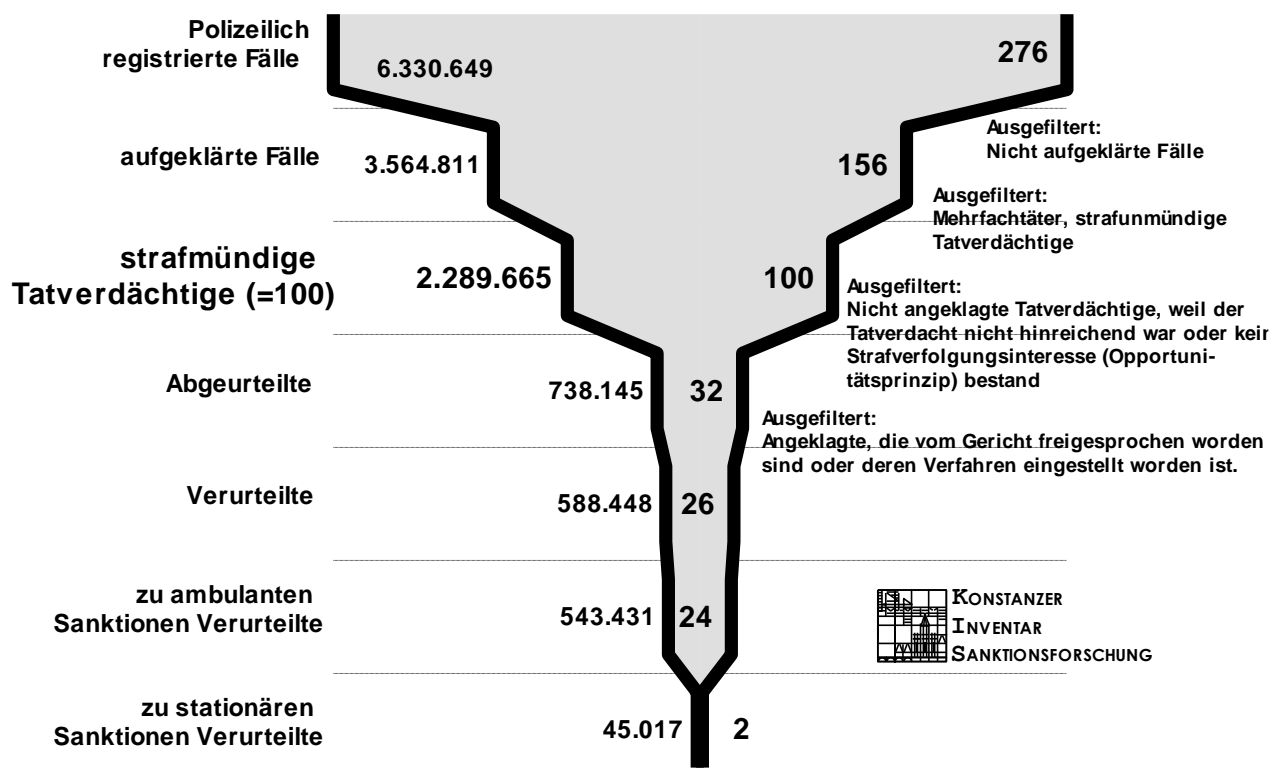 Polizeilich
registrierte Fälle
6.330.649
276
Ausgefiltert:
Nicht aufgeklärte Fälle
aufgeklärte Fälle
3.564.811
156
Ausgefiltert:
Mehrfachtäter, strafunmündige
Tatverdächtige
strafmündige
Tatverdächtige (=100)
2.289.665
100
Ausgefiltert:
Nicht angeklagte Tatverdächtige, weil der
Tatverdacht nicht hinreichend war oder kein
Strafverfolgungsinteresse (Opportuni-
tätsprinzip) bestand
Abgeurteilte
738.145
32
Ausgefiltert:
Angeklagte, die vom Gericht freigesprochen worden
sind oder deren Verfahren eingestellt worden ist.
Verurteilte
588.448
26
zu ambulanten
Sanktionen Verurteilte
543.431
24
KONSTANZER
INVENTAR
SANKTIONSFORSCHUNG
zu stationären
Sanktionen Verurteilte
45.017
2